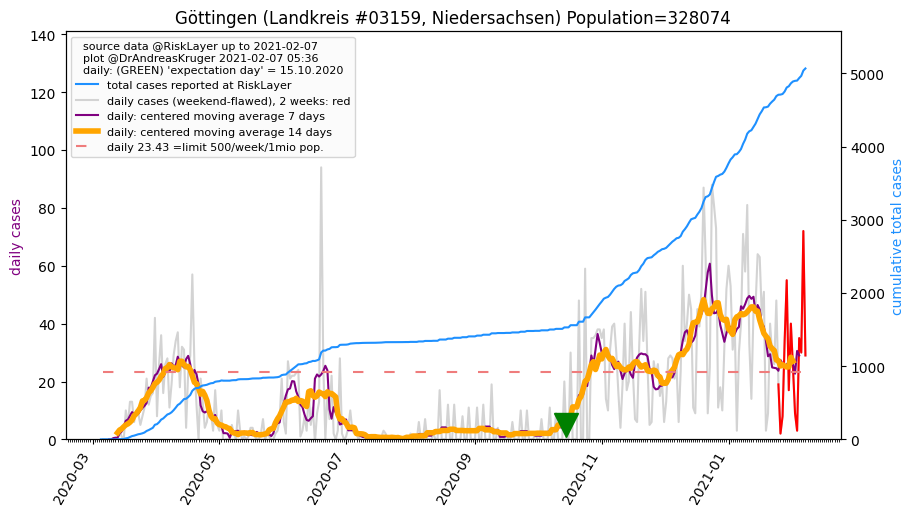 Göttingen (Landkreis #03159, Niedersachsen) Population=328074
source data @RiskLayer up to 2021-02-07
plot @DrAndreasKruger 2021-02-07 05:36
daily: (GREEN) 'expectation day' = 15.10.2020
total cases reported at RiskLayer
daily cases (weekend-flawed), 2 weeks: red
daily: centered moving average 7 days
daily: centered moving average 14 days
daily 23.43 =limit 500/week/1mio pop.
daily cases
140
120
100
80
60
40
20
0
cumulative total cases
5000
4000
3000
2000
1000
0
2020-03
2020-05
2020-07
2020-09
2020-11
2021-01